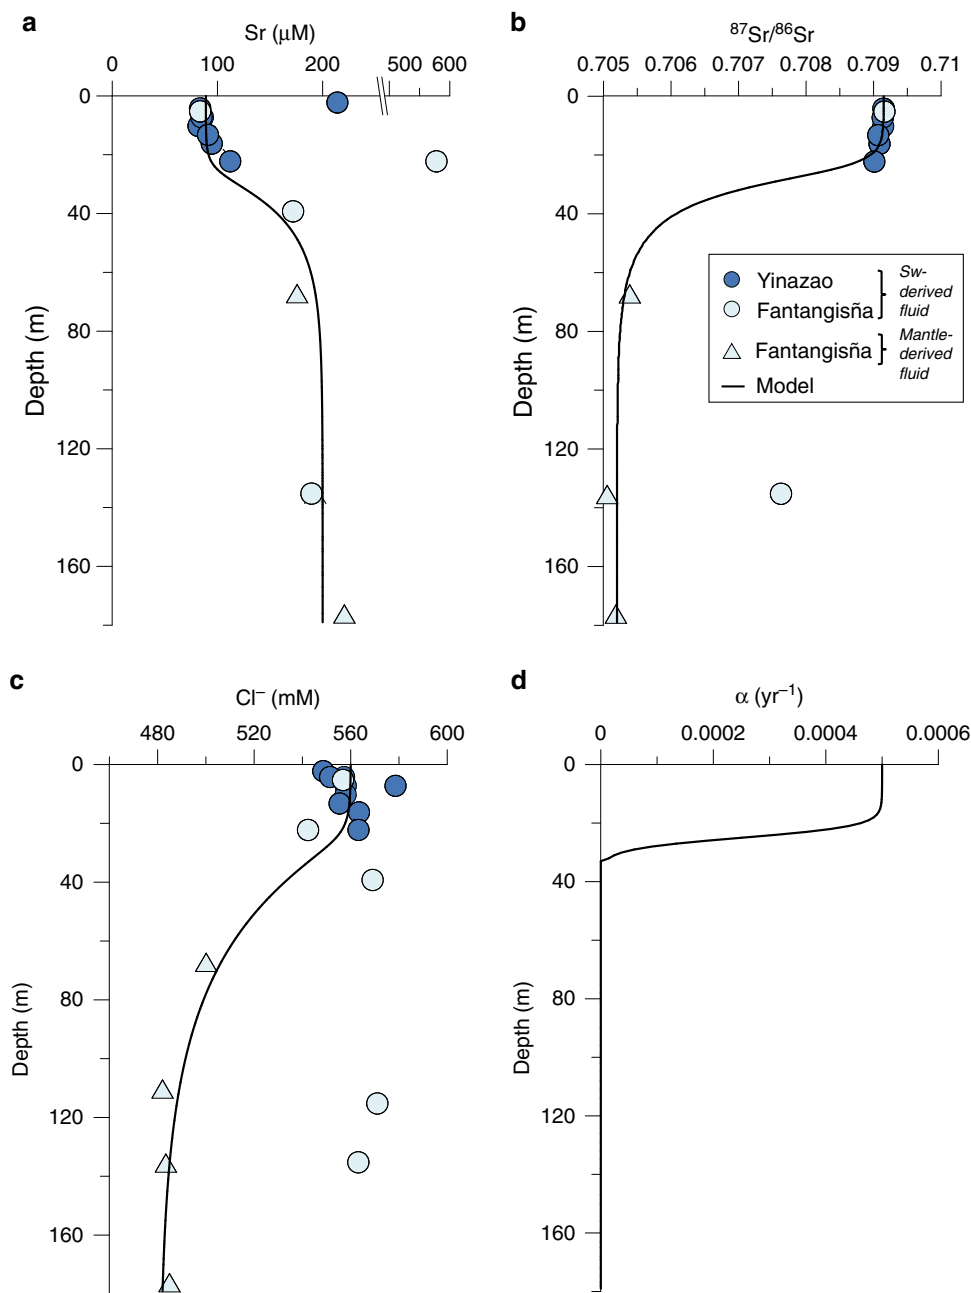 a
Sr (μM)
0 100 200 500 600
0
40
80
120
160
Depth (m)
b
87Sr/86Sr
0.705 0.706 0.707 0.708 0.709 0.71
0
40
80
120
160
Depth (m)
Yinazao
Fantangisña
Sw-
derived
fluid
Fantangisña
Mantle-
derived
fluid
Model
c
Cl– (mM)
480 520 560 600
0
40
80
120
160
Depth (m)
d
α (yr–1)
0 0.0002 0.0004 0.0006
0
40
80
120
160
Depth (m)